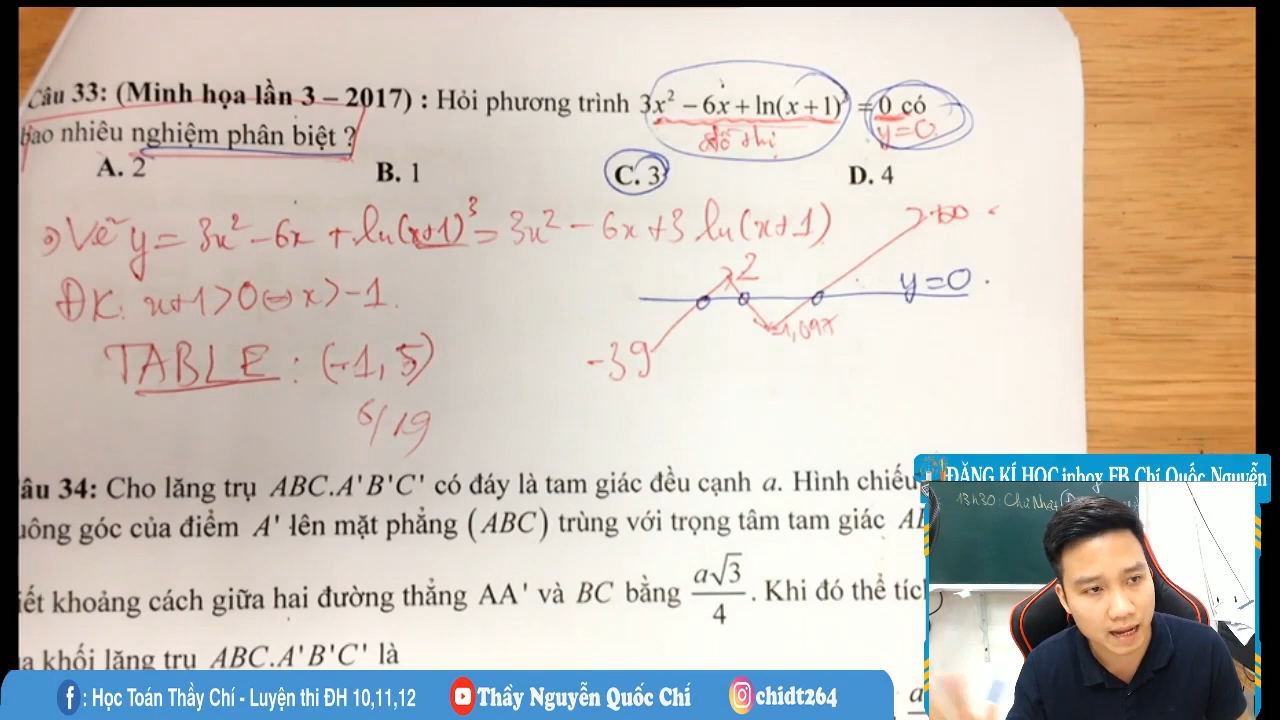 Câu 33: (Minh họa lần 3 – 2017) : Hỏi phương trình 3x² − 6x + ln(x + 1)³ = 0 có
bao nhiêu nghiệm phân biệt ?
đồ thị
y=0
A. 2 B. 1 C. 3 D. 4
Vẽ y = 3x² − 6x + ln(x+1)³ = 3x² − 6x + 3 ln(x+1)
ĐK: x+1>0 ⇔ x>−1.
TABLE: (−1, 5)
6/19
+∞
2
y=0
−1,097
−39
âu 34: Cho lăng trụ ABC.A'B'C' có đáy là tam giác đều cạnh a. Hình chiếu
uông góc của điểm A' lên mặt phẳng (ABC) trùng với trọng tâm tam giác
iết khoảng cách giữa hai đường thẳng AA' và BC bằng a√3/4. Khi đó thể tíc
a khối lăng trụ ABC.A'B'C' là
ĐĂNG KÍ HỌC inbox FB Chí Quốc Nguyễn
13h30: Chủ Nhật
f : Học Toán Thầy Chí - Luyện thi ĐH 10,11,12
Thầy Nguyễn Quốc Chí
chidt264
a